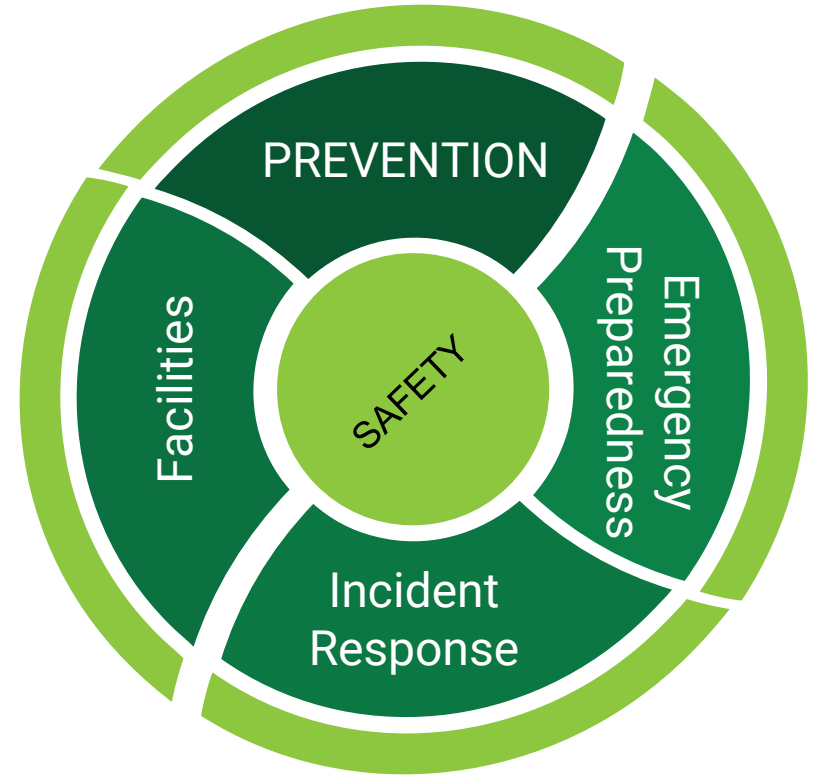 PREVENTION
Emergency
Preparedness
SAFETY
Facilities
Incident
Response